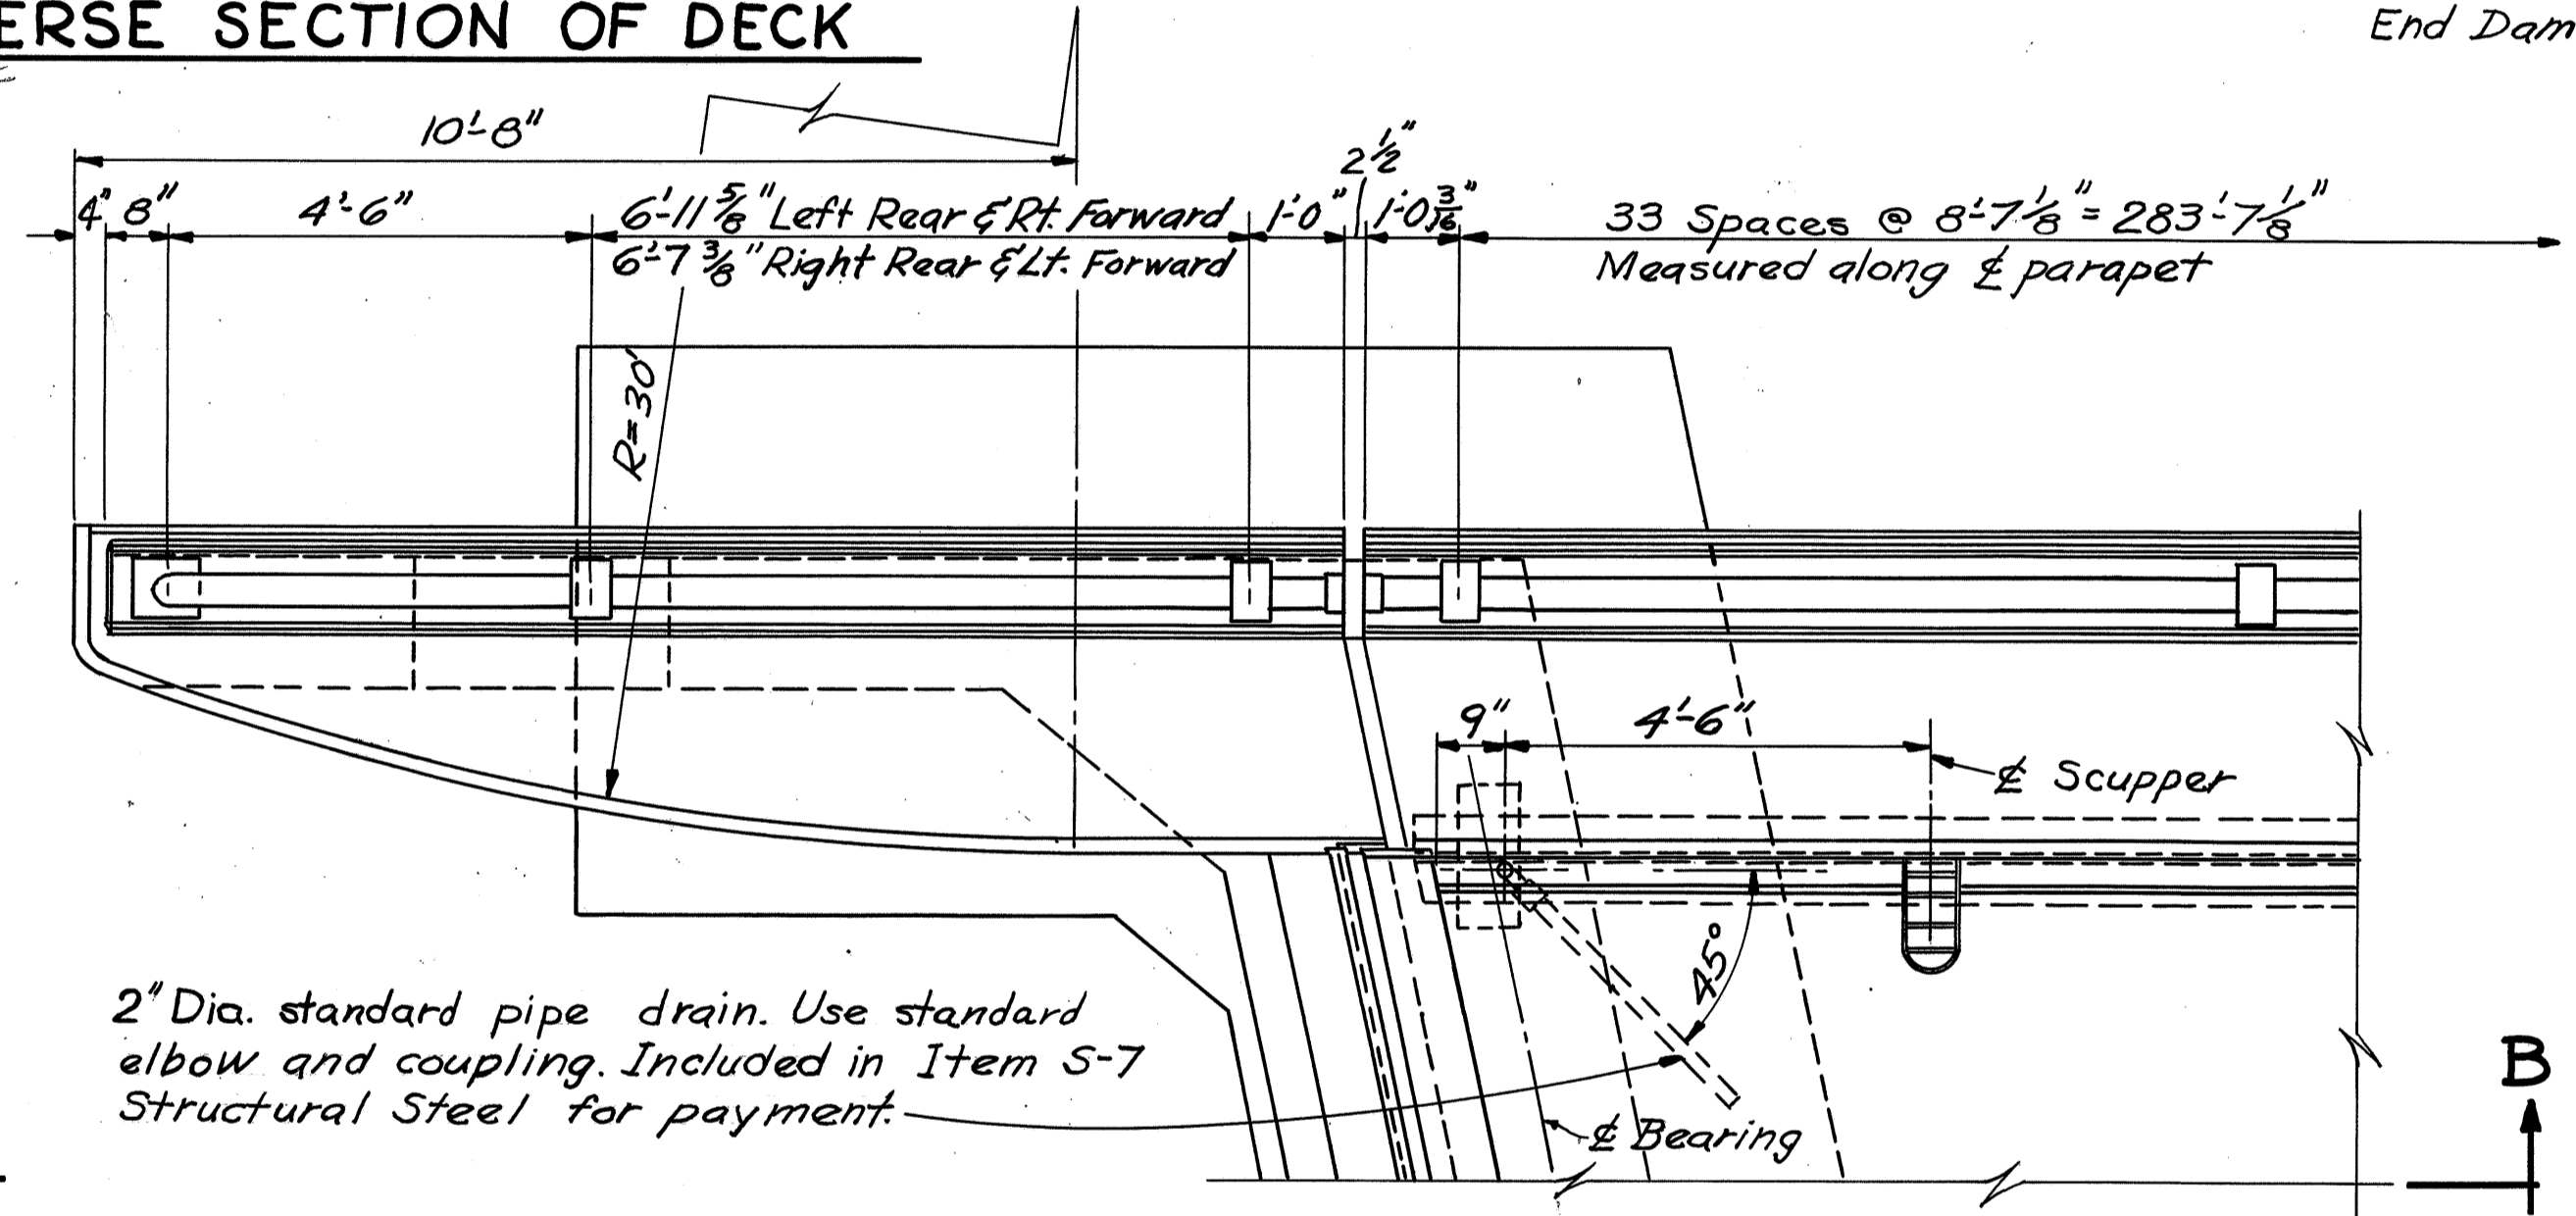 ERSE SECTION OF DECK
End Dam
10'-8"
2 1/2"
4" 8" 4'-6" 6'-11 5/8" Left Rear & Rt. Forward 1'-0" 1'-0 3/16" 33 Spaces @ 8'-7 1/8" = 283'-7 1/8"
6'-7 3/8" Right Rear & Lt. Forward Measured along ℄ parapet
R=30'
9" 4'-6"
℄ Scupper
45°
2" Dia. standard pipe drain. Use standard
elbow and coupling. Included in Item S-7
Structural Steel for payment.
℄ Bearing
B